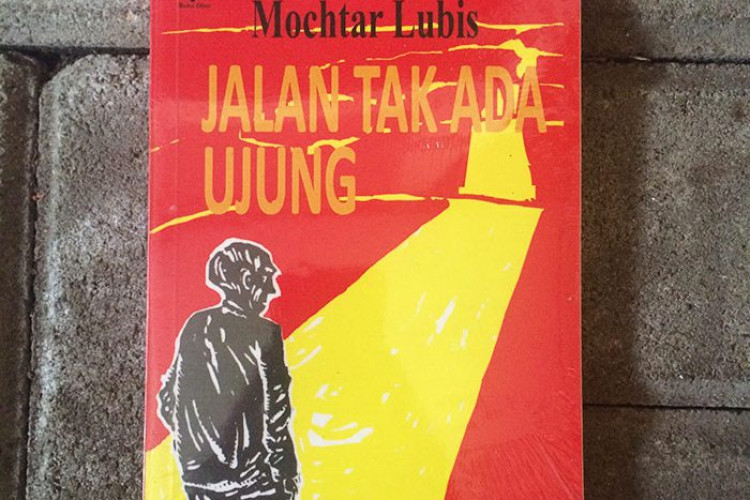 Mochtar Lubis
JALAN TAK ADA
UJUNG